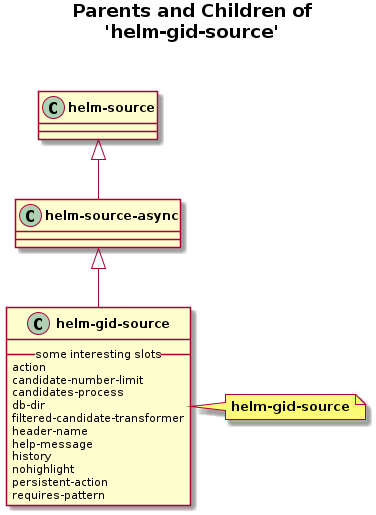 Parents and Children of
'helm-gid-source'
C helm-source
C helm-source-async
C helm-gid-source
some interesting slots
action
candidate-number-limit
candidates-process
db-dir
filtered-candidate-transformer
header-name
help-message
history
nohighlight
persistent-action
requires-pattern
helm-gid-source